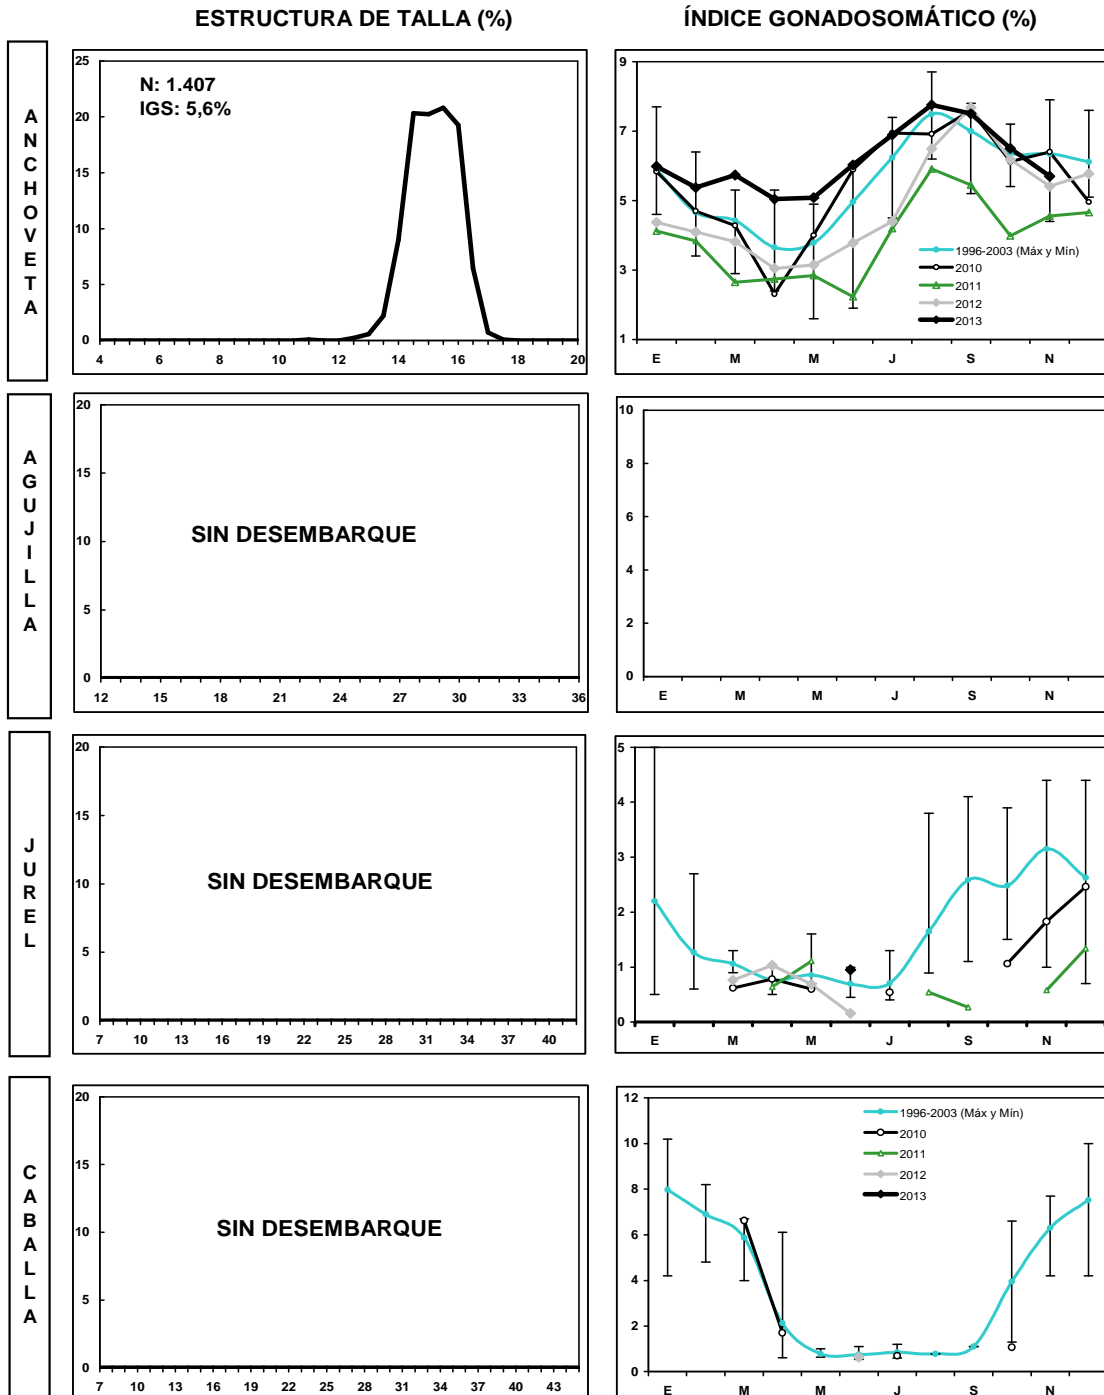 ESTRUCTURA DE TALLA (%)
ÍNDICE GONADOSOMÁTICO (%)
ANCHOVETA
N: 1.407
IGS: 5,6%
25
20
15
10
5
0
4 6 8 10 12 14 16 18 20
9
7
5
3
1
E M M J S N
1996-2003 (Máx y Mín)
2010
2011
2012
2013
AGUJILLA
20
15
10
5
0
SIN DESEMBARQUE
12 15 18 21 24 27 30 33 36
10
8
6
4
2
0
E M M J S N
JUREL
20
15
10
5
0
SIN DESEMBARQUE
7 10 13 16 19 22 25 28 31 34 37 40
5
4
3
2
1
0
E M M J S N
CABALLA
20
15
10
5
0
SIN DESEMBARQUE
7 10 13 16 19 22 25 28 31 34 37 40 43
12
10
8
6
4
2
0
1996-2003 (Máx y Mín)
2010
2011
2012
2013
E M M J S N